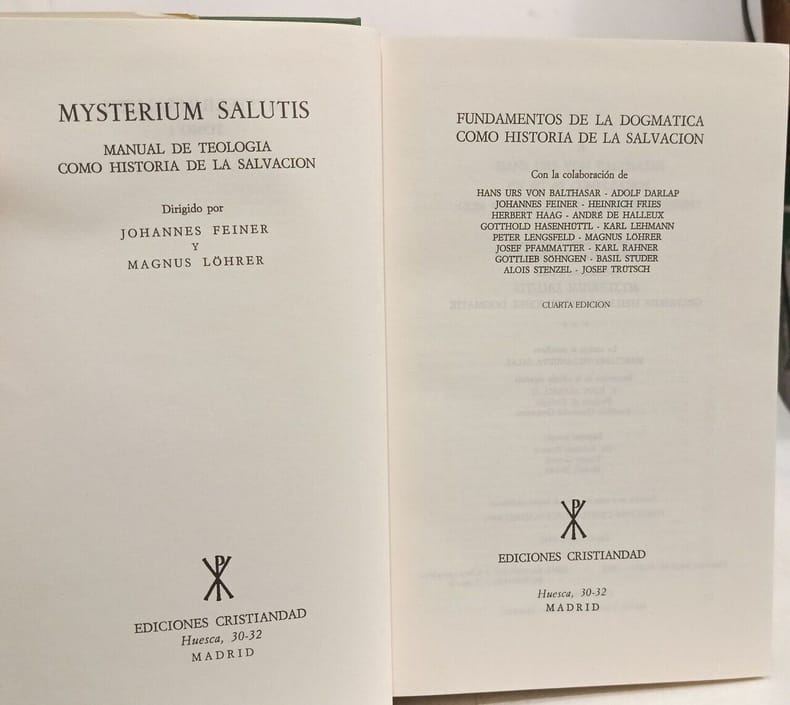 MYSTERIUM SALUTIS
MANUAL DE TEOLOGIA
COMO HISTORIA DE LA SALVACION
Dirigido por
JOHANNES FEINER
Y
MAGNUS LÖHRER
EDICIONES CRISTIANDAD
Huesca, 30-32
MADRID
FUNDAMENTOS DE LA DOGMATICA
COMO HISTORIA DE LA SALVACION
Con la colaboración de
HANS URS VON BALTHASAR - ADOLF DARLAP
JOHANNES FEINER - HEINRICH FRIES
HERBERT HAAG - ANDRÉ DE HALLEUX
GOTTHOLD HASENHÜTTL - KARL LEHMANN
PETER LENGSFELD - MAGNUS LÖHRER
JOSEF PFAMMATTER - KARL RAHNER
GOTTLIEB SÖHNGEN - BASIL STUDER
ALOIS STENZEL - JOSEF TRÜTSCH
CUARTA EDICION
EDICIONES CRISTIANDAD
Huesca, 30-32
MADRID